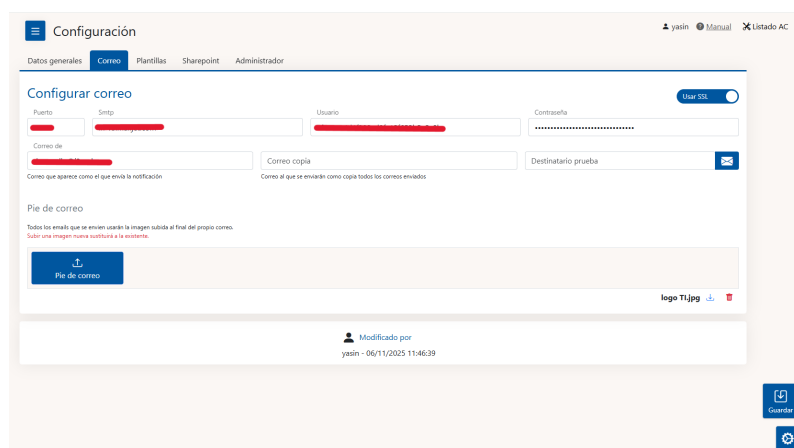 Configuración
yasin Manual Listado AC
Datos generales Correo Plantillas Sharepoint Administrador
Configurar correo
Usar SSL
Puerto Smtp Usuario Contraseña
Correo de
Correo copia Destinatario prueba
Correo que aparece como el que envía la notificación Correo al que se enviarán como copia todos los correos enviados
Pie de correo
Todos los emails que se envien usarán la imagen subida al final del propio correo.
Subir una imagen nueva sustituirá a la existente.
Pie de correo
logo TI.jpg
Modificado por
yasin - 06/11/2025 11:46:39
Guardar